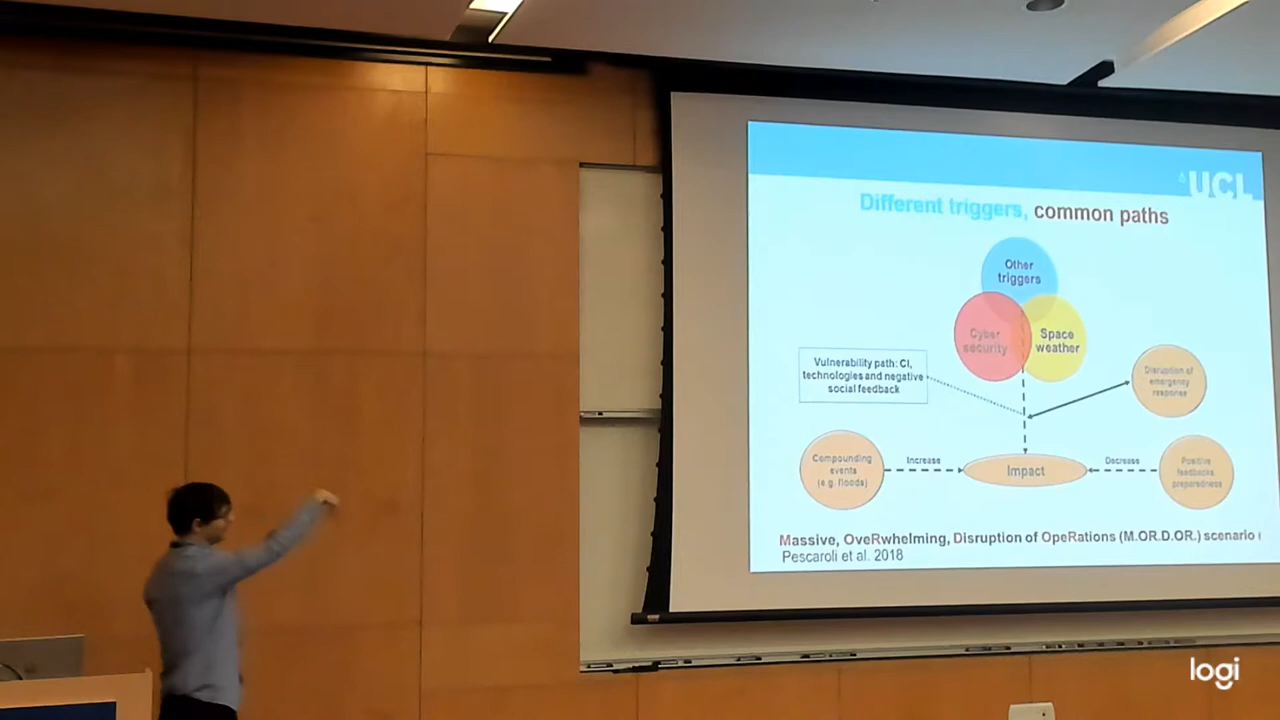 UCL
Different triggers, common paths
Other
triggers
Cyber
security
Space
weather
Vulnerability path: CI,
technologies and negative
social feedback
Disruption of
emergency
response
Compounding
events
(e.g. floods)
Increase
Impact
Decrease
Positive
feedbacks
preparedness
Massive, OveRwhelming, Disruption of OpeRations (M.OR.D.OR.) scenario
Pescaroli et al. 2018
logi